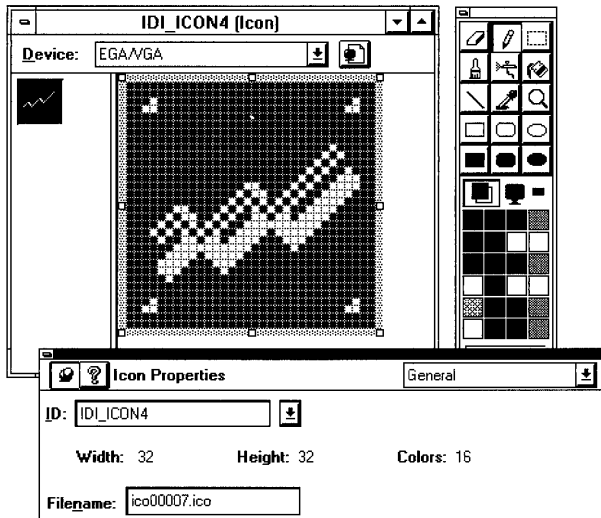 IDI_ICON4 (Icon)
Device: EGA/VGA
Icon Properties General
ID: IDI_ICON4
Width: 32 Height: 32 Colors: 16
Filename: ico00007.ico